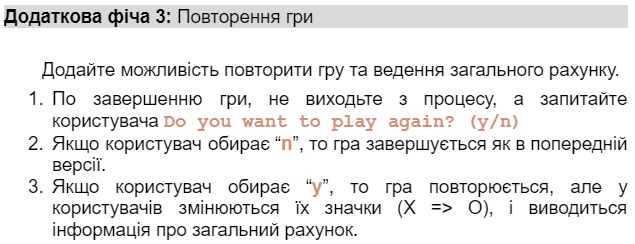 Додаткова фіча 3: Повторення гри
Додайте можливість повторити гру та ведення загального рахунку.
1. По завершенню гри, не виходьте з процесу, а запитайте
користувача Do you want to play again? (y/n)
2. Якщо користувач обирає “n”, то гра завершується як в попередній
версії.
3. Якщо користувач обирає “y”, то гра повторюється, але у
користувачів змінюються їх значки (X => O), і виводиться
інформація про загальний рахунок.